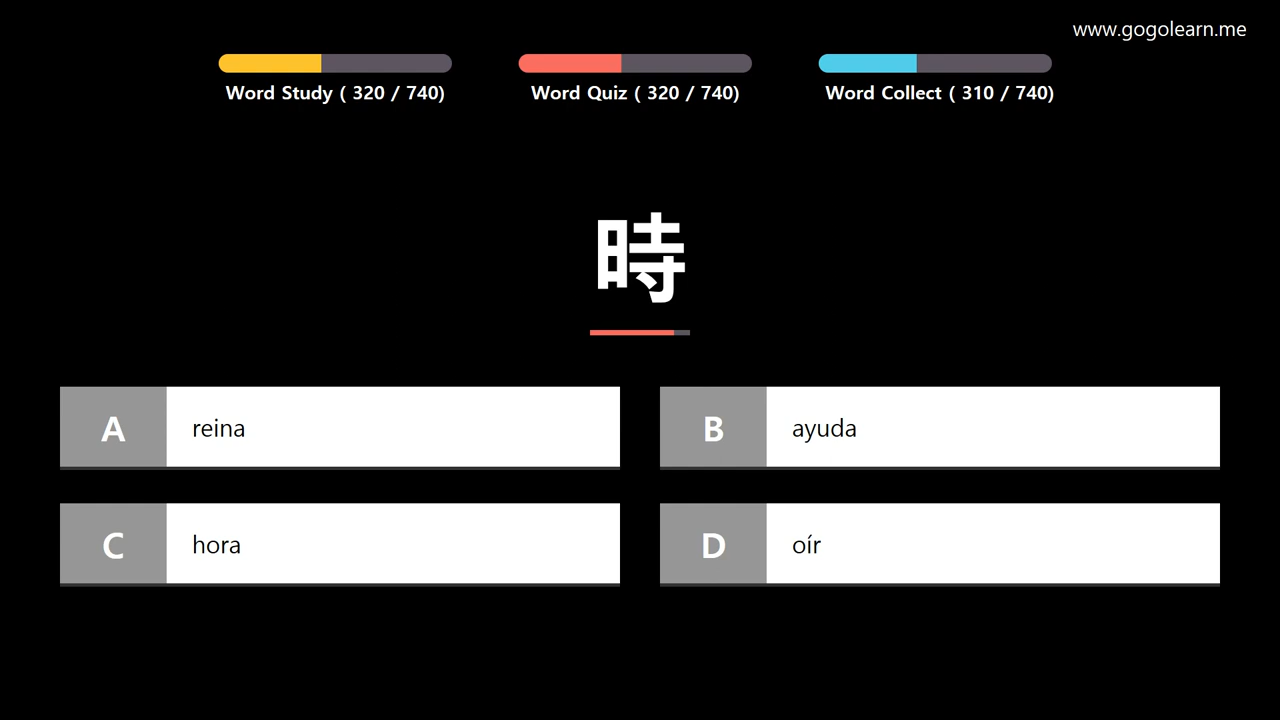 www.gogolearn.me
Word Study ( 320 / 740)
Word Quiz ( 320 / 740)
Word Collect ( 310 / 740)
時
A reina
B ayuda
C hora
D oír